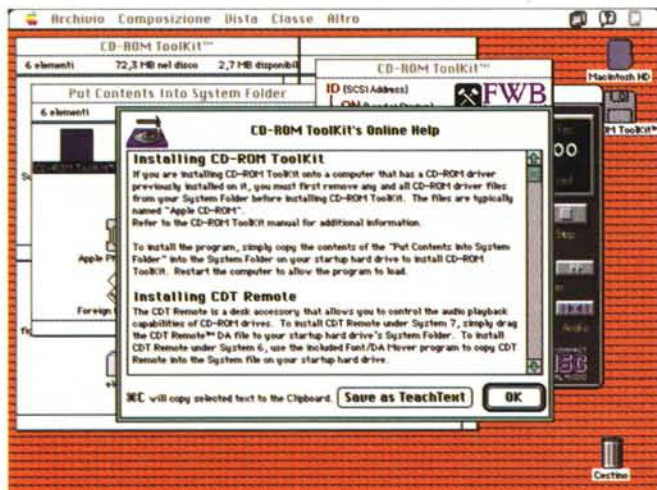 Archivio Composizione Vista Classe Altro
CD-ROM ToolKit™
6 elementi 72,3 MB nel disco 2,7 MB disponibil
Macintosh HD
CD-ROM ToolKit™
Put Contents Into System Folder
ID (SCSI Address)
FWB
6 elementi
CD-ROM ToolKit's Online Help
Installing CD-ROM ToolKit
If you are installing CD-ROM ToolKit onto a computer that has a CD-ROM driver
previously installed on it, you must first remove any and all CD-ROM driver files
from your System Folder before installing CD-ROM ToolKit. The files are typically
named "Apple CD-ROM".
Refer to the CD-ROM ToolKit manual for additional information.
To install the program, simply copy the contents of the "Put Contents Into System
Folder" into the System Folder on your startup hard drive to install CD-ROM
ToolKit. Restart the computer to allow the program to load.
Installing CDT Remote
The CDT Remote is a desk accessory that allows you to control the audio playback
capabilities of CD-ROM drives. To install CDT Remote under System 7, simply drag
the CDT Remote™ DA file to your startup hard drive's System Folder. To install
CDT Remote under System 6, use the included Font/DA Mover program to copy CDT
Remote into the System file on your startup hard drive.
⌘C will copy selected text to the Clipboard. Save as TeachText OK
M ToolKit™
Stop
Audio
Apple Ph
Foreign
Cestino